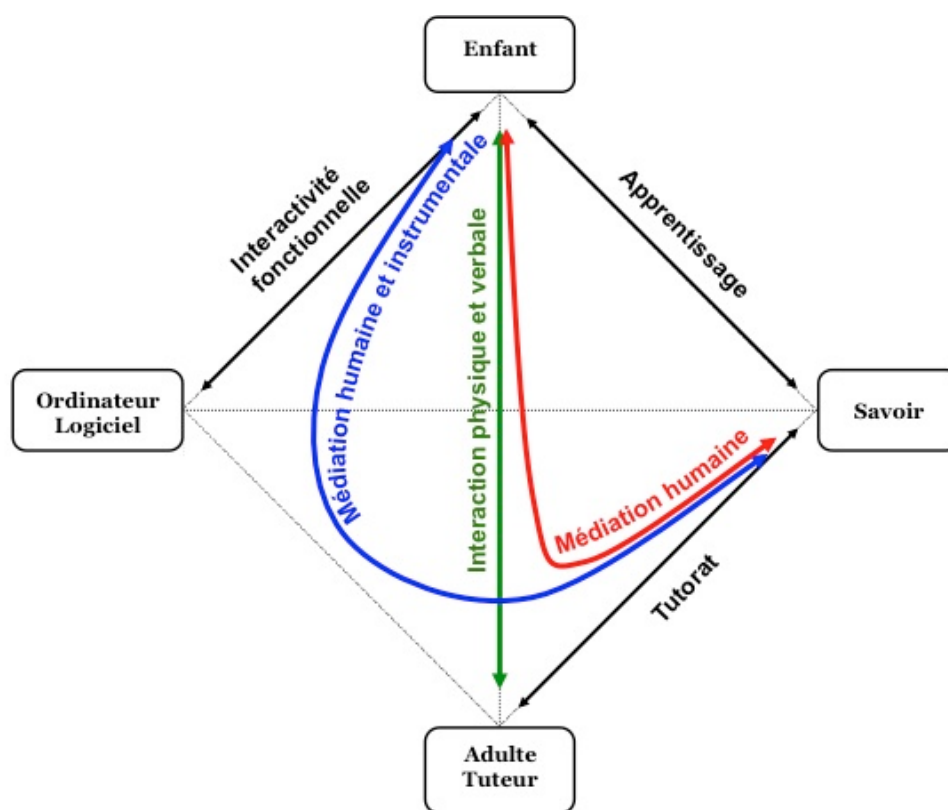 Enfant
Interactivité
fonctionnelle
Médiation humaine et instrumentale
Interaction physique et verbale
Apprentissage
Ordinateur
Logiciel
Savoir
Médiation humaine
Tutorat
Adulte
Tuteur